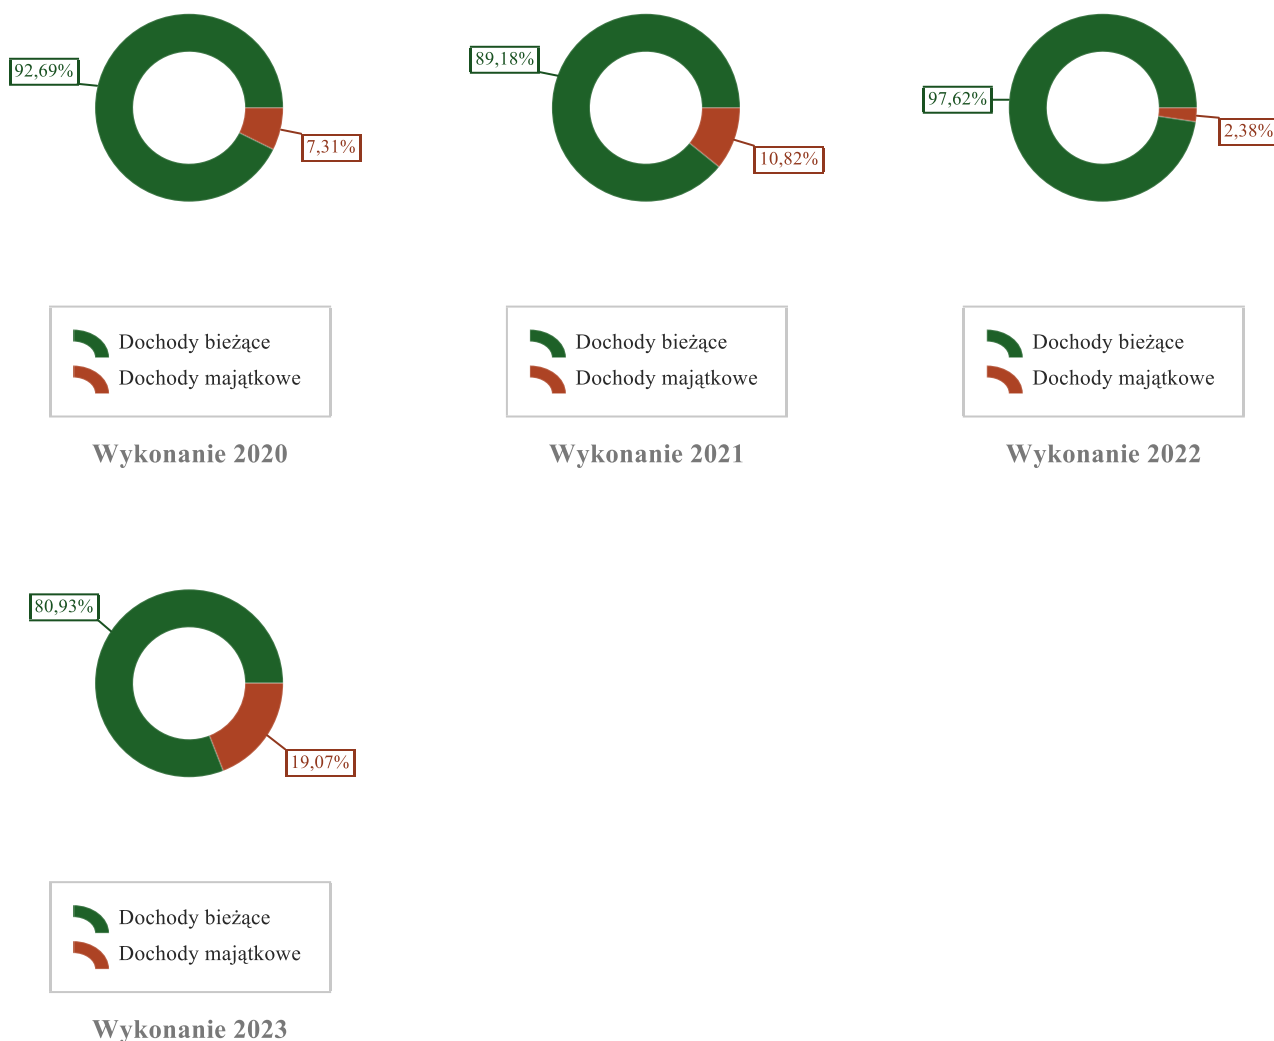 92,69%
7,31%
Dochody bieżące
Dochody majątkowe
Wykonanie 2020
89,18%
10,82%
Dochody bieżące
Dochody majątkowe
Wykonanie 2021
97,62%
2,38%
Dochody bieżące
Dochody majątkowe
Wykonanie 2022
80,93%
19,07%
Dochody bieżące
Dochody majątkowe
Wykonanie 2023